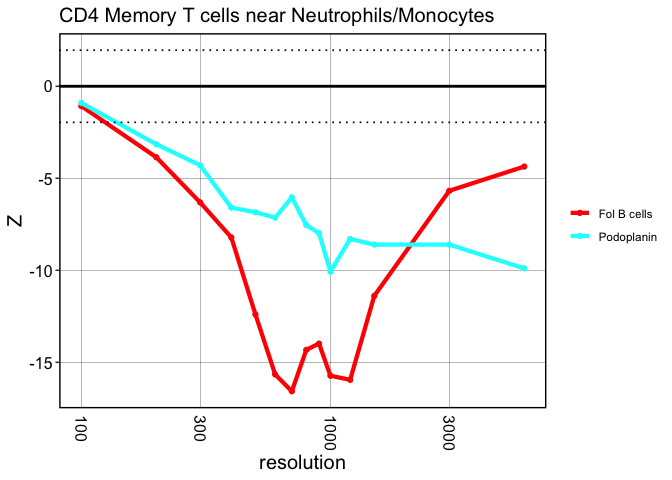 CD4 Memory T cells near Neutrophils/Monocytes
0
-5
-10
-15
Z
100
300
1000
3000
resolution
Fol B cells
Podoplanin